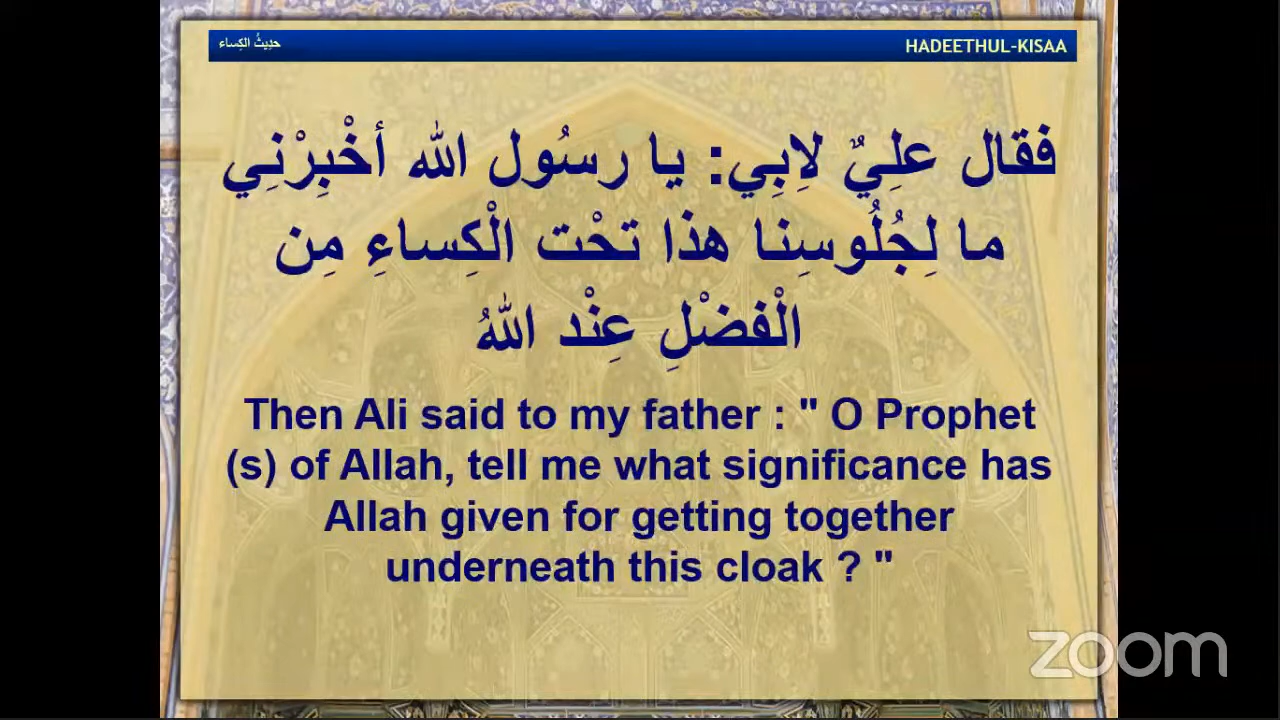 حديثُ الكِساء
HADEETHUL-KISAA
فقال علِيٌ لاِبِي: يا رسُول الله أخْبِرْنِي
ما لِجُلُوسِنا هذا تحْت الْكِساءِ مِن
الْفضْلِ عِنْد اللهُ
Then Ali said to my father : " O Prophet
(s) of Allah, tell me what significance has
Allah given for getting together
underneath this cloak ? "
zoom